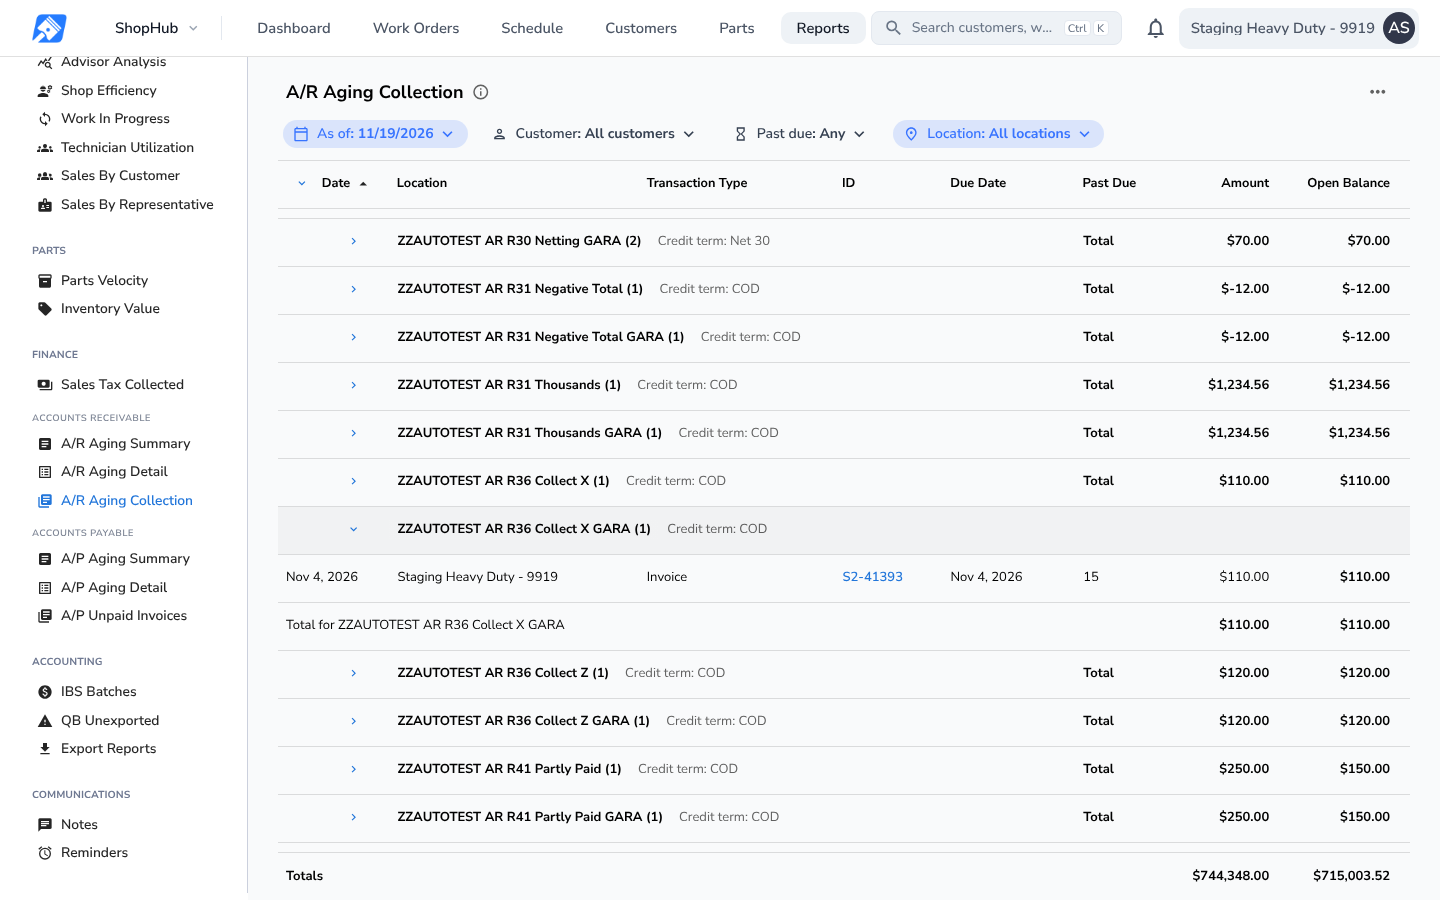 ShopHub
Dashboard
Work Orders
Schedule
Customers
Parts
Reports
Search customers, w...
Ctrl K
Staging Heavy Duty - 9919
AS
Advisor Analysis
Shop Efficiency
Work In Progress
Technician Utilization
Sales By Customer
Sales By Representative
PARTS
Parts Velocity
Inventory Value
FINANCE
Sales Tax Collected
ACCOUNTS RECEIVABLE
A/R Aging Summary
A/R Aging Detail
A/R Aging Collection
ACCOUNTS PAYABLE
A/P Aging Summary
A/P Aging Detail
A/P Unpaid Invoices
ACCOUNTING
IBS Batches
QB Unexported
Export Reports
COMMUNICATIONS
Notes
Reminders
A/R Aging Collection
As of: 11/19/2026
Customer: All customers
Past due: Any
Location: All locations
Date Location Transaction Type ID Due Date Past Due Amount Open Balance
ZZAUTOTEST AR R30 Netting GARA (2) Credit term: Net 30 Total $70.00 $70.00
ZZAUTOTEST AR R31 Negative Total (1) Credit term: COD Total $-12.00 $-12.00
ZZAUTOTEST AR R31 Negative Total GARA (1) Credit term: COD Total $-12.00 $-12.00
ZZAUTOTEST AR R31 Thousands (1) Credit term: COD Total $1,234.56 $1,234.56
ZZAUTOTEST AR R31 Thousands GARA (1) Credit term: COD Total $1,234.56 $1,234.56
ZZAUTOTEST AR R36 Collect X (1) Credit term: COD Total $110.00 $110.00
ZZAUTOTEST AR R36 Collect X GARA (1) Credit term: COD
Nov 4, 2026 Staging Heavy Duty - 9919 Invoice S2-41393 Nov 4, 2026 15 $110.00 $110.00
Total for ZZAUTOTEST AR R36 Collect X GARA $110.00 $110.00
ZZAUTOTEST AR R36 Collect Z (1) Credit term: COD Total $120.00 $120.00
ZZAUTOTEST AR R36 Collect Z GARA (1) Credit term: COD Total $120.00 $120.00
ZZAUTOTEST AR R41 Partly Paid (1) Credit term: COD Total $250.00 $150.00
ZZAUTOTEST AR R41 Partly Paid GARA (1) Credit term: COD Total $250.00 $150.00
Totals $744,348.00 $715,003.52